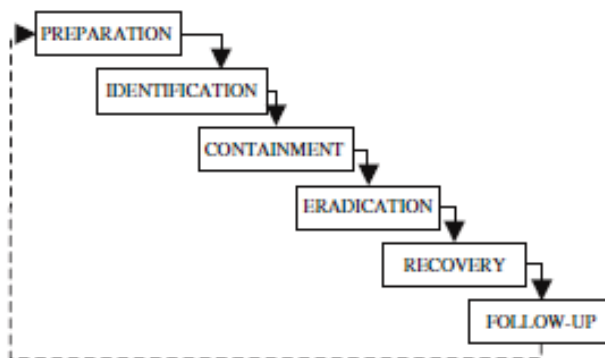 PREPARATION
IDENTIFICATION
CONTAINMENT
ERADICATION
RECOVERY
FOLLOW-UP